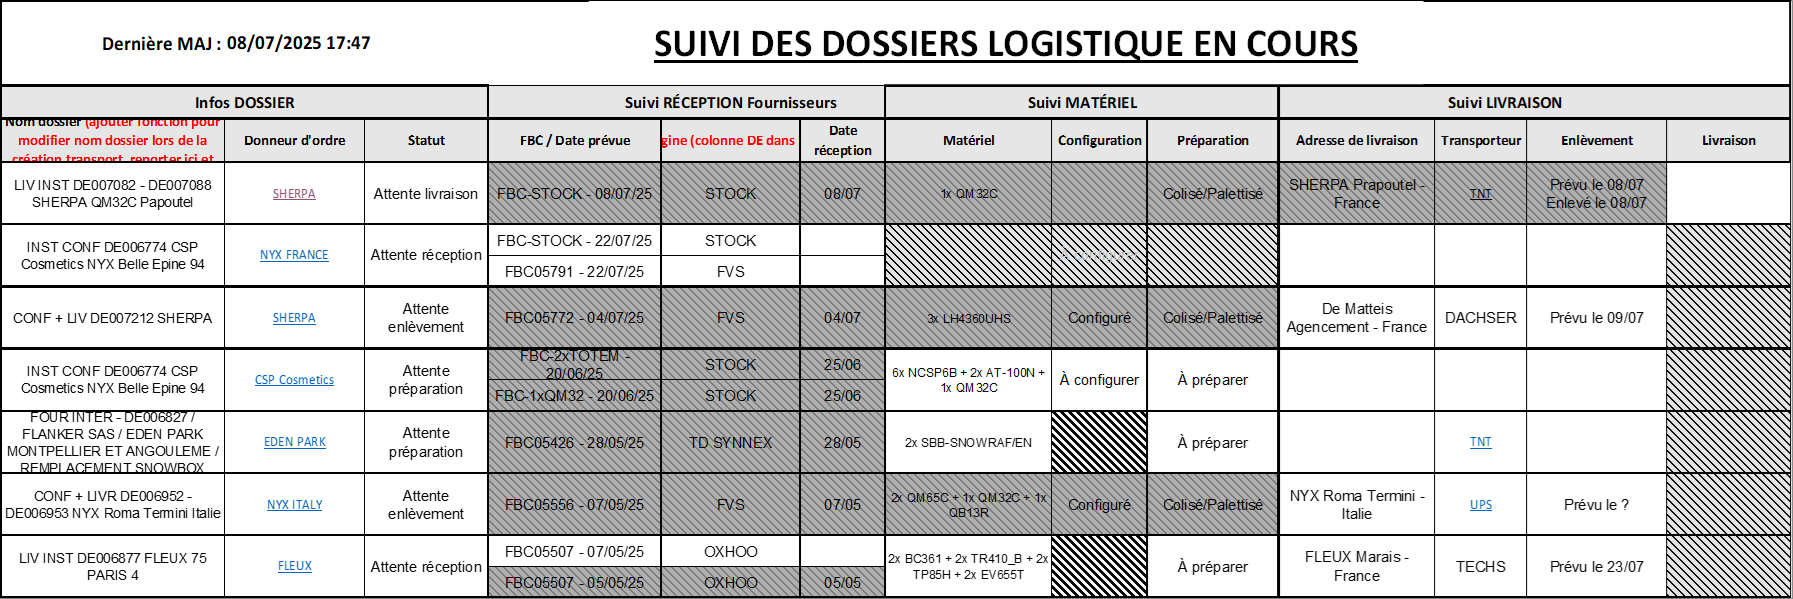 Dernière MAJ : 08/07/2025 17:47
SUIVI DES DOSSIERS LOGISTIQUE EN COURS
Infos DOSSIER
Suivi RÉCEPTION Fournisseurs
Suivi MATÉRIEL
Suivi LIVRAISON
Nom dossier (ajouter fonction pour
modifier nom dossier lors de la
création transport, reporter ici et
Donneur d'ordre
Statut
FBC / Date prévue
gine (colonne DE dans
Date
réception
Matériel
Configuration
Préparation
Adresse de livraison
Transporteur
Enlèvement
Livraison
LIV INST DE007082 - DE007088
SHERPA QM32C Papoutel
SHERPA
Attente livraison
FBC-STOCK - 08/07/25
STOCK
08/07
1x QM32C
Colisé/Palettisé
SHERPA Prapoutel -
France
TNT
Prévu le 08/07
Enlevé le 08/07
INST CONF DE006774 CSP
Cosmetics NYX Belle Epine 94
NYX FRANCE
Attente réception
FBC-STOCK - 22/07/25
STOCK
FBC05791 - 22/07/25
FVS
CONF + LIV DE007212 SHERPA
SHERPA
Attente
enlèvement
FBC05772 - 04/07/25
FVS
04/07
3x LH4360UHS
Configuré
Colisé/Palettisé
De Matteis
Agencement - France
DACHSER
Prévu le 09/07
INST CONF DE006774 CSP
Cosmetics NYX Belle Epine 94
CSP Cosmetics
Attente
préparation
FBC-2xTOTEM -
20/06/25
STOCK
25/06
FBC-1xQM32 - 20/06/25
STOCK
25/06
6x NCSP6B + 2x AT-100N +
1x QM32C
À configurer
À préparer
FOUR INTER - DE006827 /
FLANKER SAS / EDEN PARK
MONTPELLIER ET ANGOULEME /
REMPLACEMENT SNOWBOX
EDEN PARK
Attente
préparation
FBC05426 - 28/05/25
TD SYNNEX
28/05
2x SBB-SNOWRAF/EN
À préparer
TNT
CONF + LIVR DE006952 -
DE006953 NYX Roma Termini Italie
NYX ITALY
Attente
enlèvement
FBC05556 - 07/05/25
FVS
07/05
2x QM65C + 1x QM32C + 1x
QB13R
Configuré
Colisé/Palettisé
NYX Roma Termini -
Italie
UPS
Prévu le ?
LIV INST DE006877 FLEUX 75
PARIS 4
FLEUX
Attente réception
FBC05507 - 07/05/25
OXHOO
FBC05507 - 05/05/25
OXHOO
05/05
2x BC361 + 2x TR410_B + 2x
TP85H + 2x EV655T
À préparer
FLEUX Marais -
France
TECHS
Prévu le 23/07